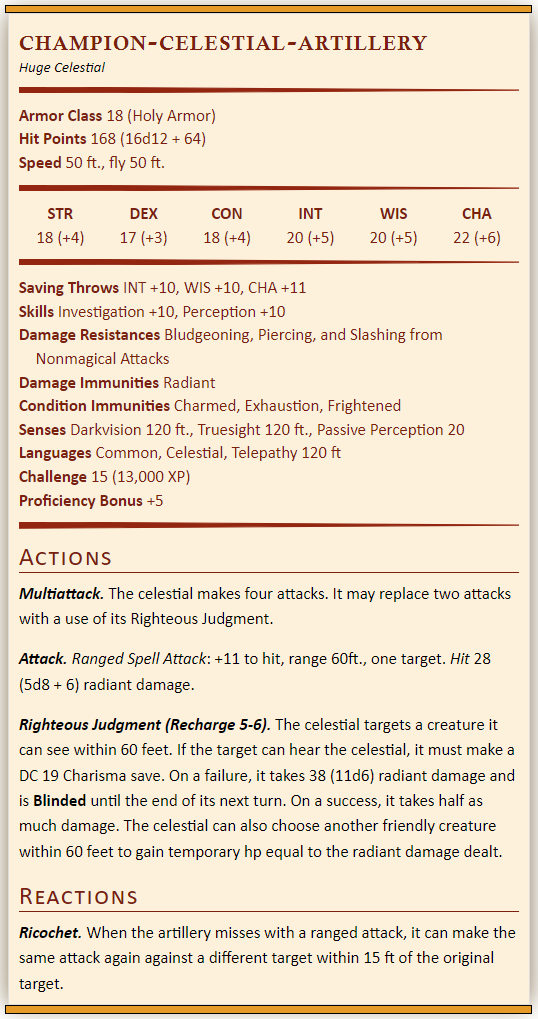 CHAMPION-CELESTIAL-ARTILLERY
Huge Celestial
Armor Class 18 (Holy Armor)
Hit Points 168 (16d12 + 64)
Speed 50 ft., fly 50 ft.
STR DEX CON INT WIS CHA
18 (+4) 17 (+3) 18 (+4) 20 (+5) 20 (+5) 22 (+6)
Saving Throws INT +10, WIS +10, CHA +11
Skills Investigation +10, Perception +10
Damage Resistances Bludgeoning, Piercing, and Slashing from
Nonmagical Attacks
Damage Immunities Radiant
Condition Immunities Charmed, Exhaustion, Frightened
Senses Darkvision 120 ft., Truesight 120 ft., Passive Perception 20
Languages Common, Celestial, Telepathy 120 ft
Challenge 15 (13,000 XP)
Proficiency Bonus +5
ACTIONS
Multiattack. The celestial makes four attacks. It may replace two attacks
with a use of its Righteous Judgment.
Attack. Ranged Spell Attack: +11 to hit, range 60ft., one target. Hit 28
(5d8 + 6) radiant damage.
Righteous Judgment (Recharge 5-6). The celestial targets a creature it
can see within 60 feet. If the target can hear the celestial, it must make a
DC 19 Charisma save. On a failure, it takes 38 (11d6) radiant damage and
is Blinded until the end of its next turn. On a success, it takes half as
much damage. The celestial can also choose another friendly creature
within 60 feet to gain temporary hp equal to the radiant damage dealt.
REACTIONS
Ricochet. When the artillery misses with a ranged attack, it can make the
same attack again against a different target within 15 ft of the original
target.